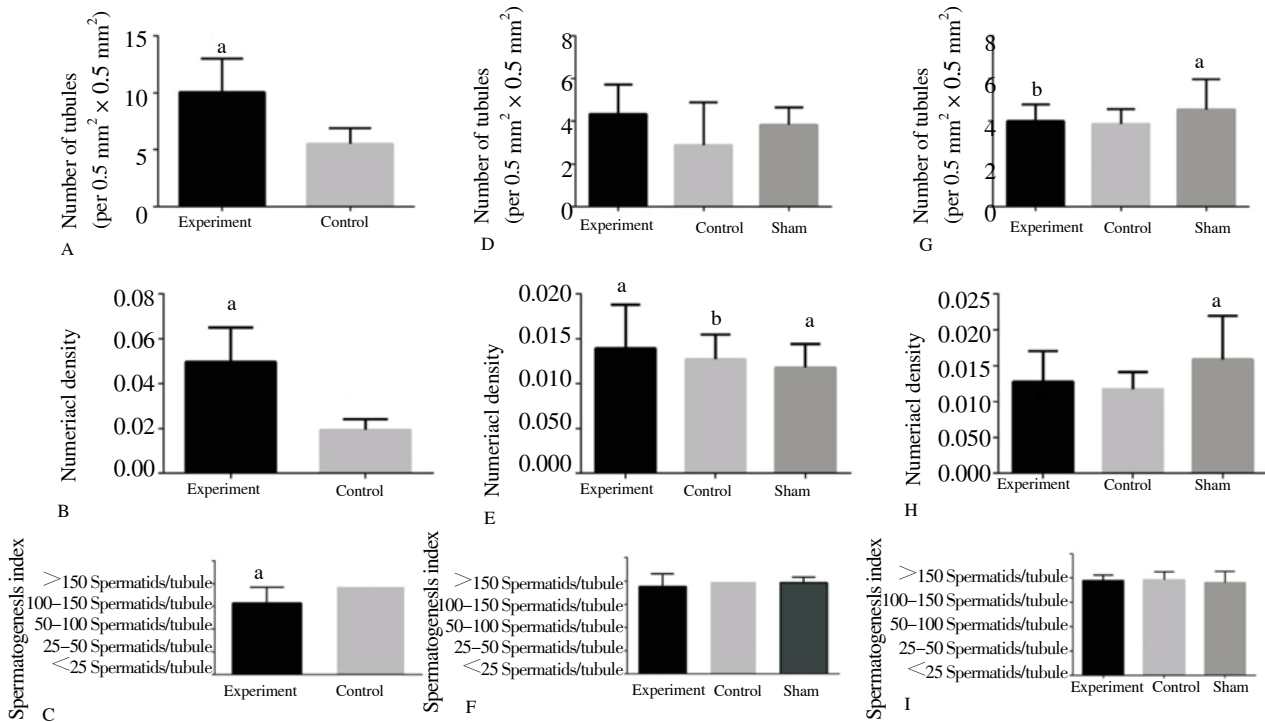 Number of tubules
(per 0.5 mm² × 0.5 mm²)
15
10
5
0
a
Experiment
Control
A
Number of tubules
(per 0.5 mm² × 0.5 mm²)
8
6
4
2
0
Experiment
Control
Sham
D
Number of tubules
(per 0.5 mm² × 0.5 mm²)
8
6
4
2
0
b
a
Experiment
Control
Sham
G
Numeriacl density
0.08
0.06
0.04
0.02
0.00
a
Experiment
Control
B
Numeriacl density
0.020
0.015
0.010
0.050
0.000
a
b
a
Experiment
Control
Sham
E
Numeriacl density
0.025
0.020
0.015
0.010
0.050
0.000
a
Experiment
Control
Sham
H
Spermatogenesis index
>150 Spermatids/tubule
100–150 Spermatids/tubule
50–100 Spermatids/tubule
25–50 Spermatids/tubule
<25 Spermatids/tubule
a
Experiment
Control
C
Spermatogenesis index
>150 Spermatids/tubule
100–150 Spermatids/tubule
50–100 Spermatids/tubule
25–50 Spermatids/tubule
<25 Spermatids/tubule
Experiment
Control
Sham
F
Spermatogenesis index
>150 Spermatids/tubule
100–150 Spermatids/tubule
50–100 Spermatids/tubule
25–50 Spermatids/tubule
<25 Spermatids/tubule
Experiment
Control
Sham
I